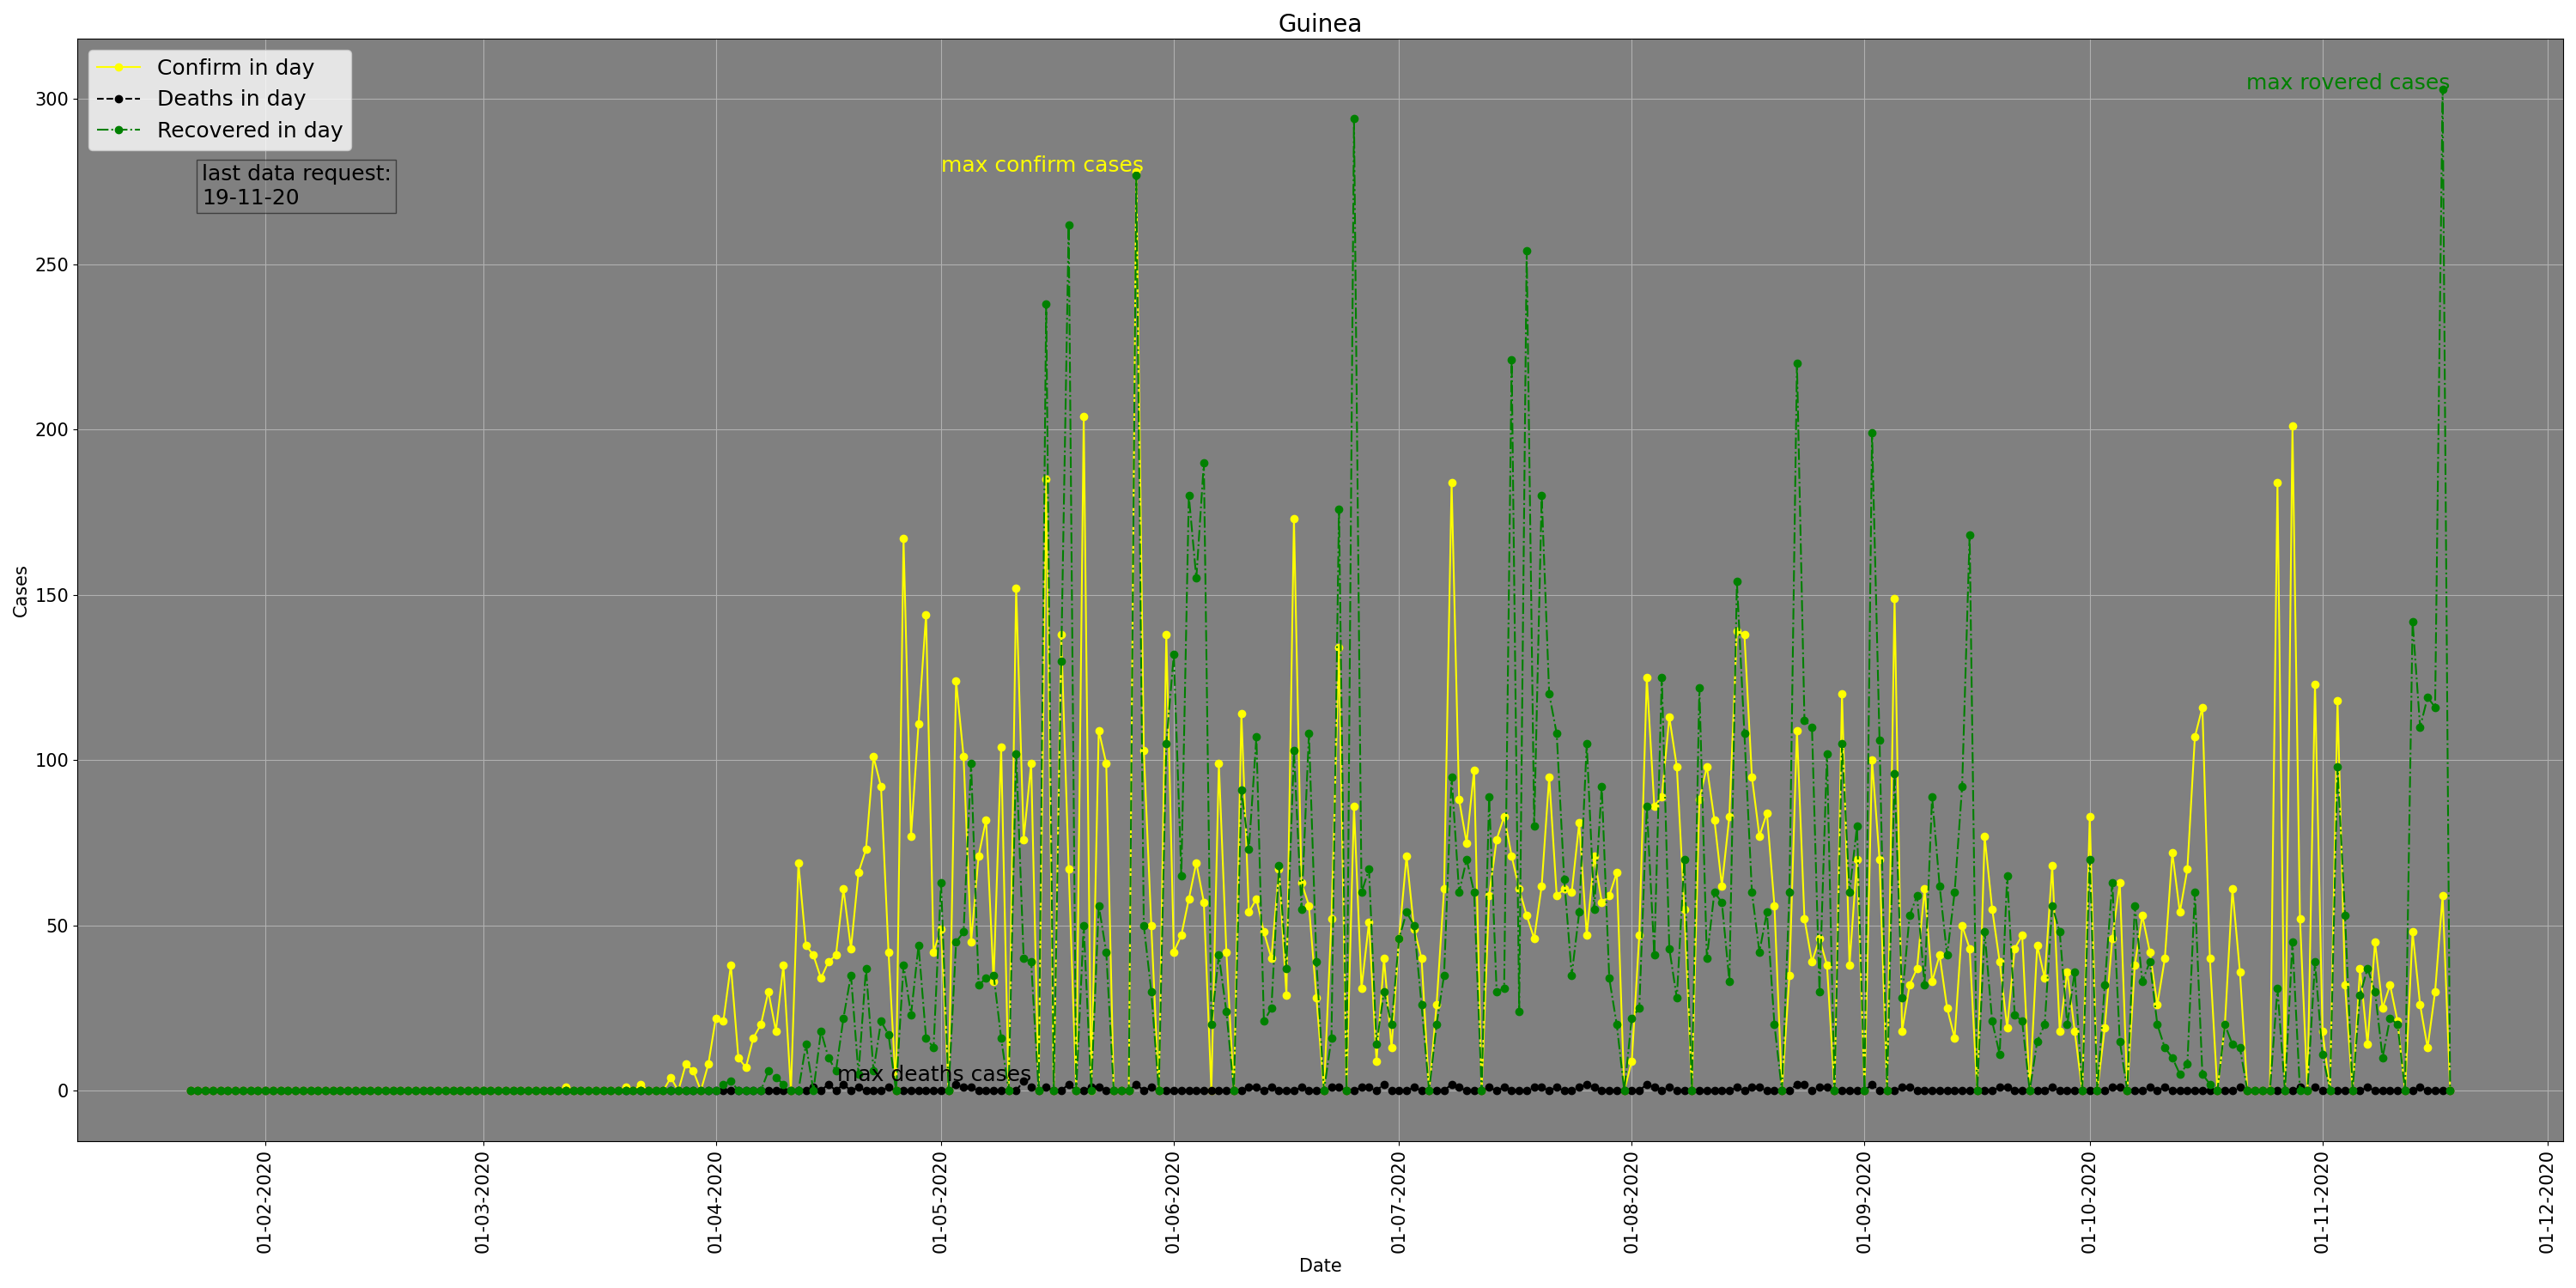 Guinea
Confirm in day
Deaths in day
Recovered in day
last data request:
19-11-20
max confirm cases
max rovered cases
max deaths cases
300
250
200
150
100
50
0
Cases
01-02-2020
01-03-2020
01-04-2020
01-05-2020
01-06-2020
01-07-2020
01-08-2020
01-09-2020
01-10-2020
01-11-2020
01-12-2020
Date